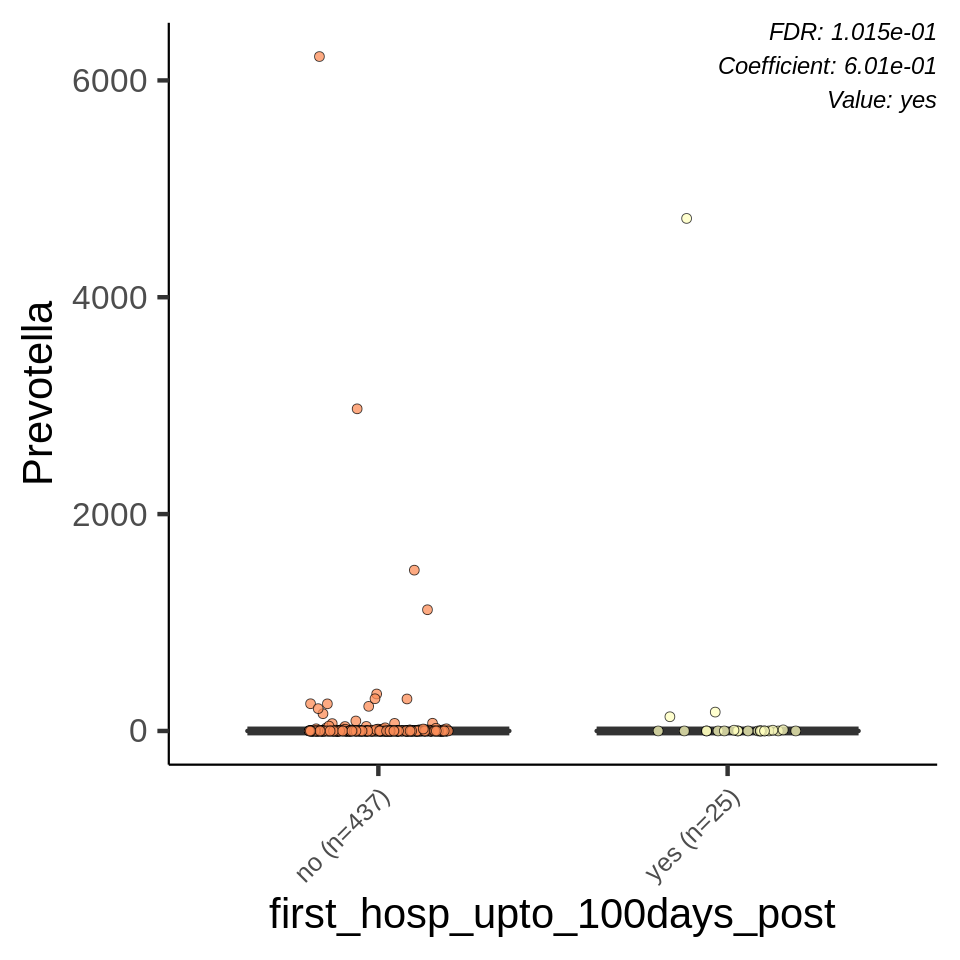 FDR: 1.015e-01
Coefficient: 6.01e-01
Value: yes
6000
4000
2000
0
Prevotella
no (n=437)
yes (n=25)
first_hosp_upto_100days_post